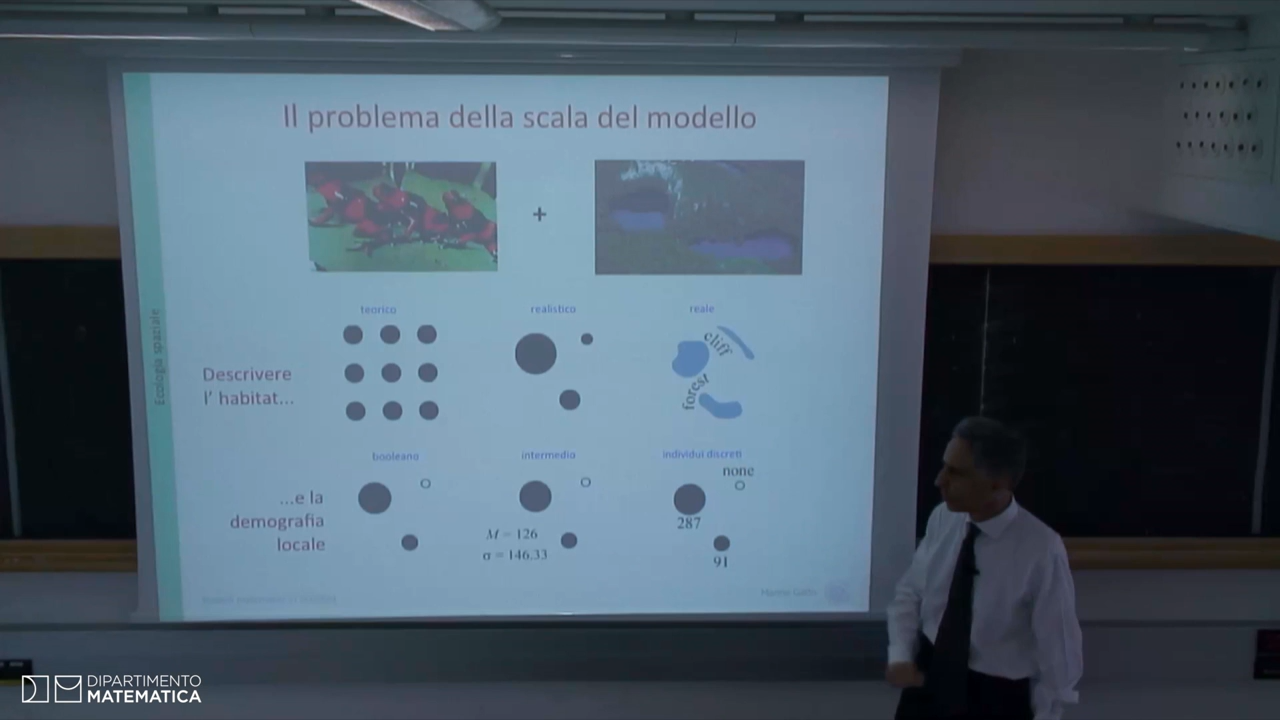 Il problema della scala del modello
+
Ecologia spaziale
teorico
realistico
reale
Descrivere
l' habitat...
cliff
forest
booleano
intermedio
individui discreti
...e la
demografia
locale
M = 126
σ = 146.33
none
287
91
DIPARTIMENTO
MATEMATICA